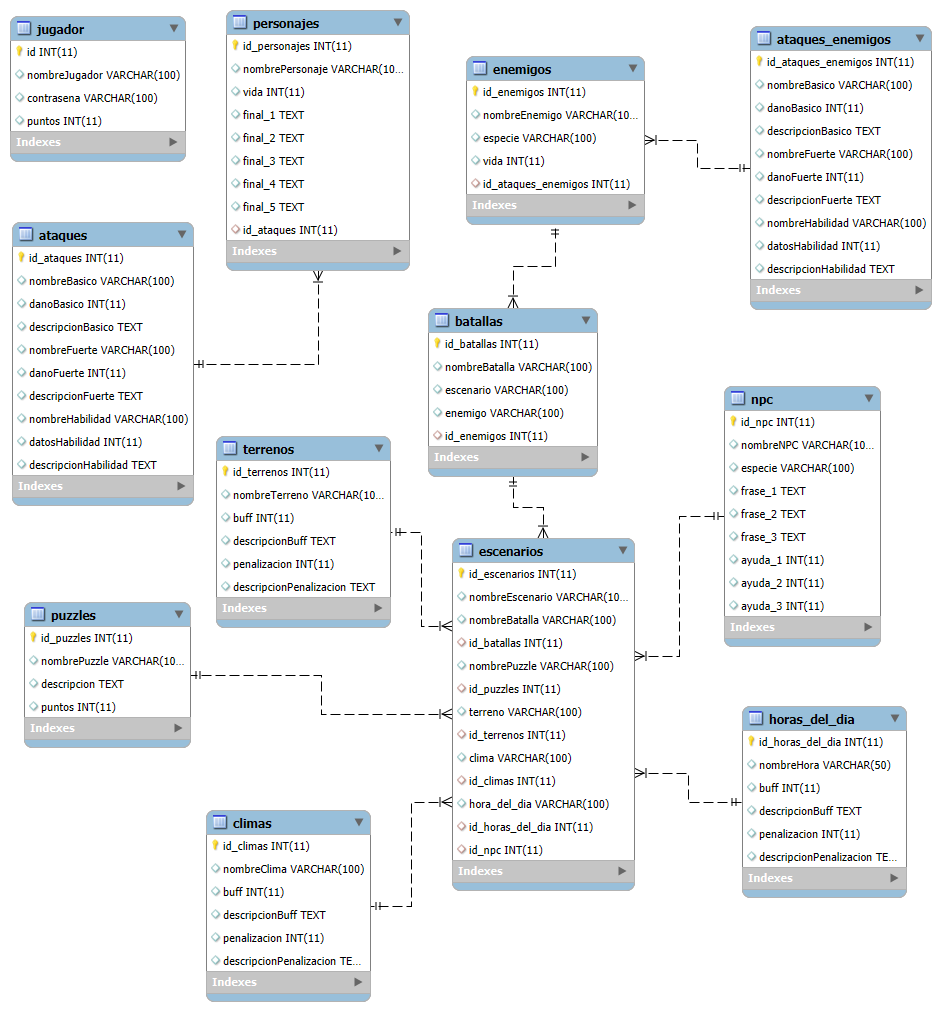 jugador
id INT(11)
nombreJugador VARCHAR(100)
contrasena VARCHAR(100)
puntos INT(11)
Indexes
personajes
id_personajes INT(11)
nombrePersonaje VARCHAR(10...
vida INT(11)
final_1 TEXT
final_2 TEXT
final_3 TEXT
final_4 TEXT
final_5 TEXT
id_ataques INT(11)
Indexes
enemigos
id_enemigos INT(11)
nombreEnemigo VARCHAR(10...
especie VARCHAR(100)
vida INT(11)
id_ataques_enemigos INT(11)
Indexes
ataques_enemigos
id_ataques_enemigos INT(11)
nombreBasico VARCHAR(100)
danoBasico INT(11)
descripcionBasico TEXT
nombreFuerte VARCHAR(100)
danoFuerte INT(11)
descripcionFuerte TEXT
nombreHabilidad VARCHAR(100)
datosHabilidad INT(11)
descripcionHabilidad TEXT
Indexes
ataques
id_ataques INT(11)
nombreBasico VARCHAR(100)
danoBasico INT(11)
descripcionBasico TEXT
nombreFuerte VARCHAR(100)
danoFuerte INT(11)
descripcionFuerte TEXT
nombreHabilidad VARCHAR(100)
datosHabilidad INT(11)
descripcionHabilidad TEXT
Indexes
batallas
id_batallas INT(11)
nombreBatalla VARCHAR(100)
escenario VARCHAR(100)
enemigo VARCHAR(100)
id_enemigos INT(11)
Indexes
terrenos
id_terrenos INT(11)
nombreTerreno VARCHAR(10...
buff INT(11)
descripcionBuff TEXT
penalizacion INT(11)
descripcionPenalizacion TEXT
Indexes
npc
id_npc INT(11)
nombreNPC VARCHAR(10...
especie VARCHAR(100)
frase_1 TEXT
frase_2 TEXT
frase_3 TEXT
ayuda_1 INT(11)
ayuda_2 INT(11)
ayuda_3 INT(11)
Indexes
escenarios
id_escenarios INT(11)
nombreEscenario VARCHAR(10...
nombreBatalla VARCHAR(100)
id_batallas INT(11)
nombrePuzzle VARCHAR(100)
id_puzzles INT(11)
terreno VARCHAR(100)
id_terrenos INT(11)
clima VARCHAR(100)
id_climas INT(11)
hora_del_dia VARCHAR(100)
id_horas_del_dia INT(11)
id_npc INT(11)
Indexes
puzzles
id_puzzles INT(11)
nombrePuzzle VARCHAR(10...
descripcion TEXT
puntos INT(11)
Indexes
horas_del_dia
id_horas_del_dia INT(11)
nombreHora VARCHAR(50)
buff INT(11)
descripcionBuff TEXT
penalizacion INT(11)
descripcionPenalizacion TE...
Indexes
climas
id_climas INT(11)
nombreClima VARCHAR(100)
buff INT(11)
descripcionBuff TEXT
penalizacion INT(11)
descripcionPenalizacion TE...
Indexes